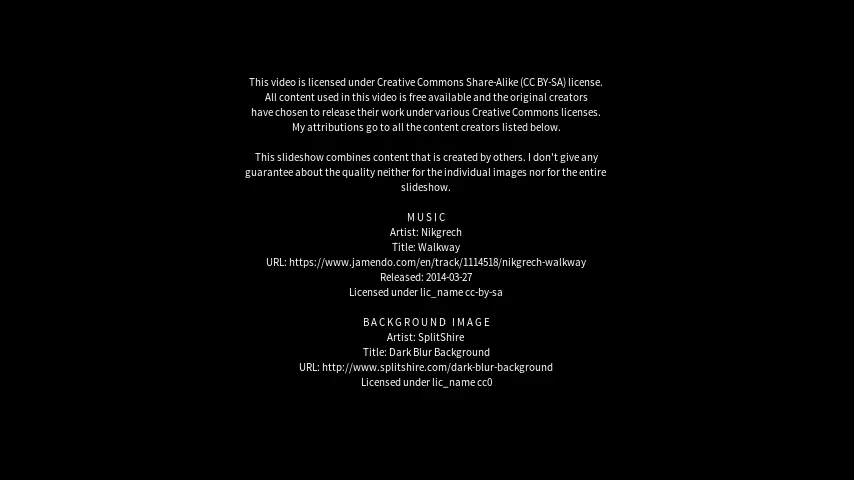 This video is licensed under Creative Commons Share-Alike (CC BY-SA) license.
All content used in this video is free available and the original creators
have chosen to release their work under various Creative Commons licenses.
My attributions go to all the content creators listed below.
This slideshow combines content that is created by others. I don't give any
guarantee about the quality neither for the individual images nor for the entire
slideshow.
MUSIC
Artist: Nikgrech
Title: Walkway
URL: https://www.jamendo.com/en/track/1114518/nikgrech-walkway
Released: 2014-03-27
Licensed under lic_name cc-by-sa
BACKGROUND IMAGE
Artist: SplitShire
Title: Dark Blur Background
URL: http://www.splitshire.com/dark-blur-background
Licensed under lic_name cc0